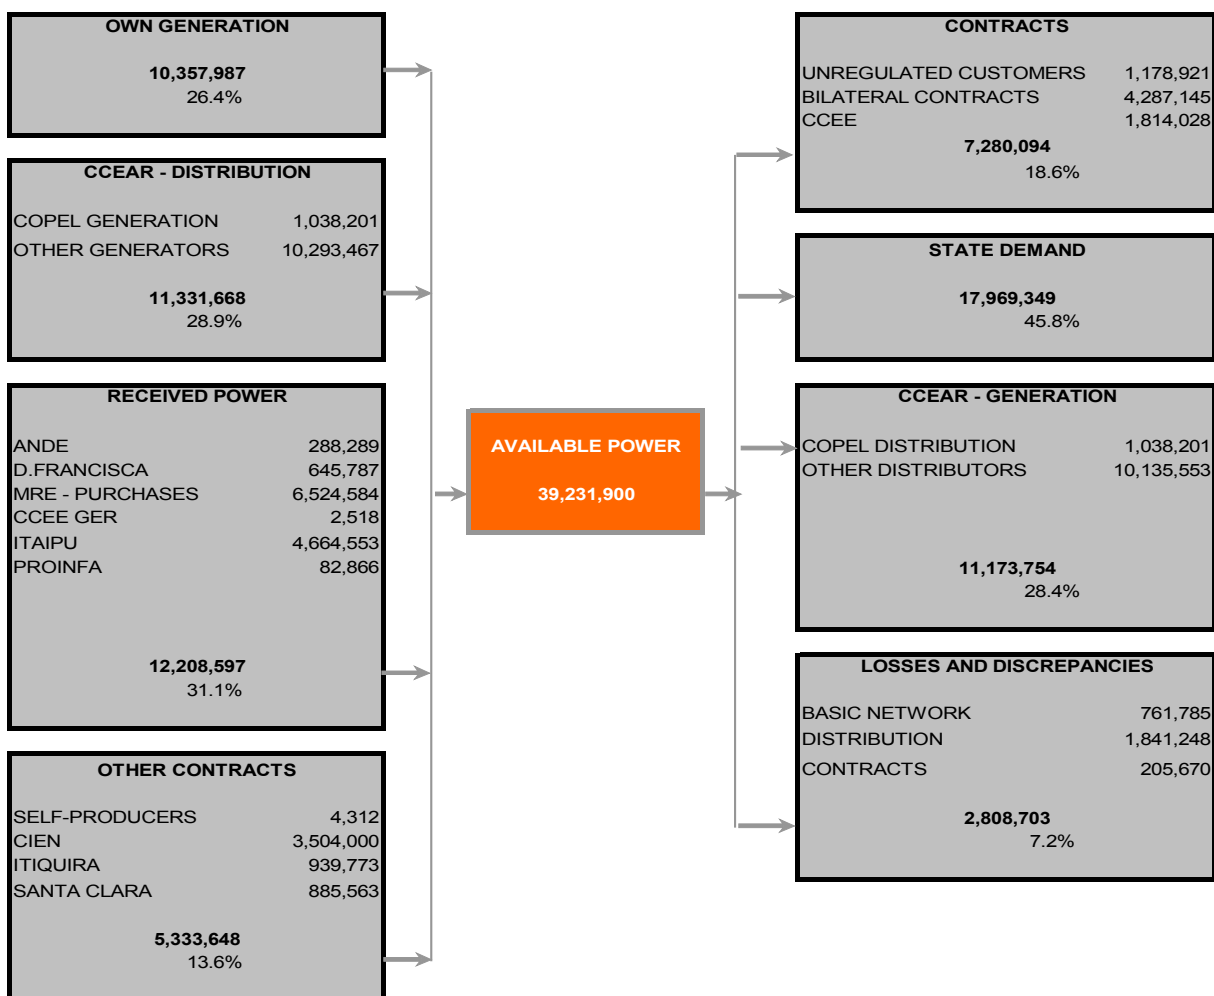 OWN GENERATION
10,357,987
26.4%
CCEAR - DISTRIBUTION
COPEL GENERATION 1,038,201
OTHER GENERATORS 10,293,467
11,331,668
28.9%
RECEIVED POWER
ANDE 288,289
D.FRANCISCA 645,787
MRE - PURCHASES 6,524,584
CCEE GER 2,518
ITAIPU 4,664,553
PROINFA 82,866
12,208,597
31.1%
OTHER CONTRACTS
SELF-PRODUCERS 4,312
CIEN 3,504,000
ITIQUIRA 939,773
SANTA CLARA 885,563
5,333,648
13.6%
AVAILABLE POWER
39,231,900
CONTRACTS
UNREGULATED CUSTOMERS 1,178,921
BILATERAL CONTRACTS 4,287,145
CCEE 1,814,028
7,280,094
18.6%
STATE DEMAND
17,969,349
45.8%
CCEAR - GENERATION
COPEL DISTRIBUTION 1,038,201
OTHER DISTRIBUTORS 10,135,553
11,173,754
28.4%
LOSSES AND DISCREPANCIES
BASIC NETWORK 761,785
DISTRIBUTION 1,841,248
CONTRACTS 205,670
2,808,703
7.2%